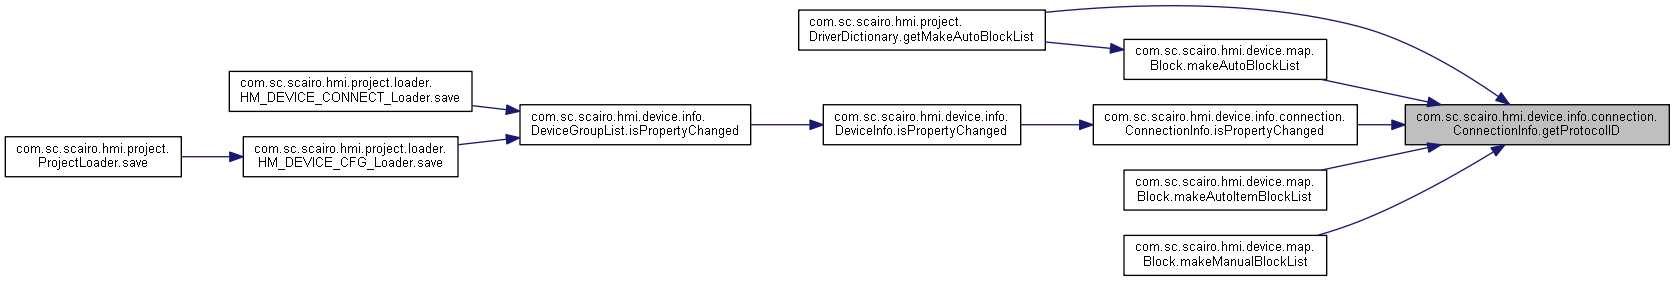 com.sc.scairo.hmi.project.
DriverDictionary.getMakeAutoBlockList
com.sc.scairo.hmi.device.map.
Block.makeAutoBlockList
com.sc.scairo.hmi.project.loader.
HM_DEVICE_CONNECT_Loader.save
com.sc.scairo.hmi.device.info.
DeviceGroupList.isPropertyChanged
com.sc.scairo.hmi.device.info.
DeviceInfo.isPropertyChanged
com.sc.scairo.hmi.device.info.connection.
ConnectionInfo.isPropertyChanged
com.sc.scairo.hmi.device.info.connection.
ConnectionInfo.getProtocolID
com.sc.scairo.hmi.project.
ProjectLoader.save
com.sc.scairo.hmi.project.loader.
HM_DEVICE_CFG_Loader.save
com.sc.scairo.hmi.device.map.
Block.makeAutoItemBlockList
com.sc.scairo.hmi.device.map.
Block.makeManualBlockList